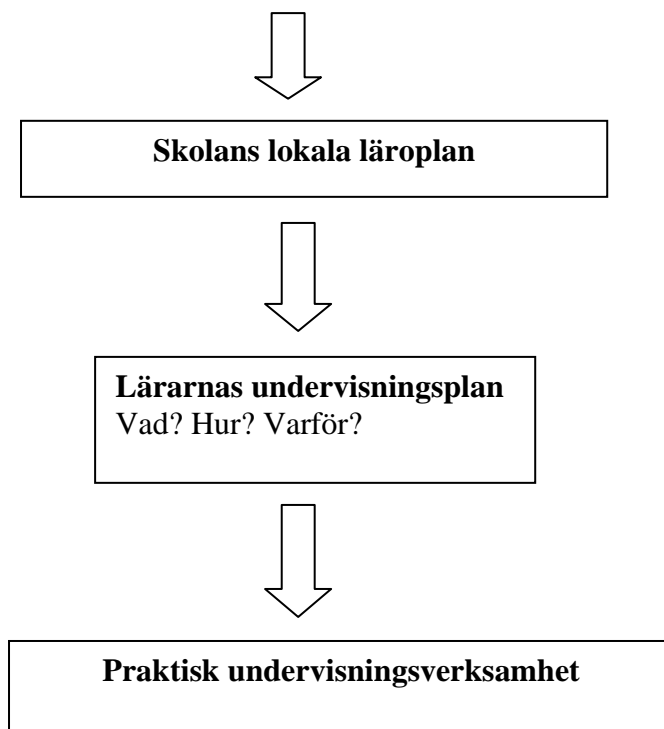 Skolans lokala läroplan
Lärarnas undervisningsplan
Vad? Hur? Varför?
Praktisk undervisningsverksamhet